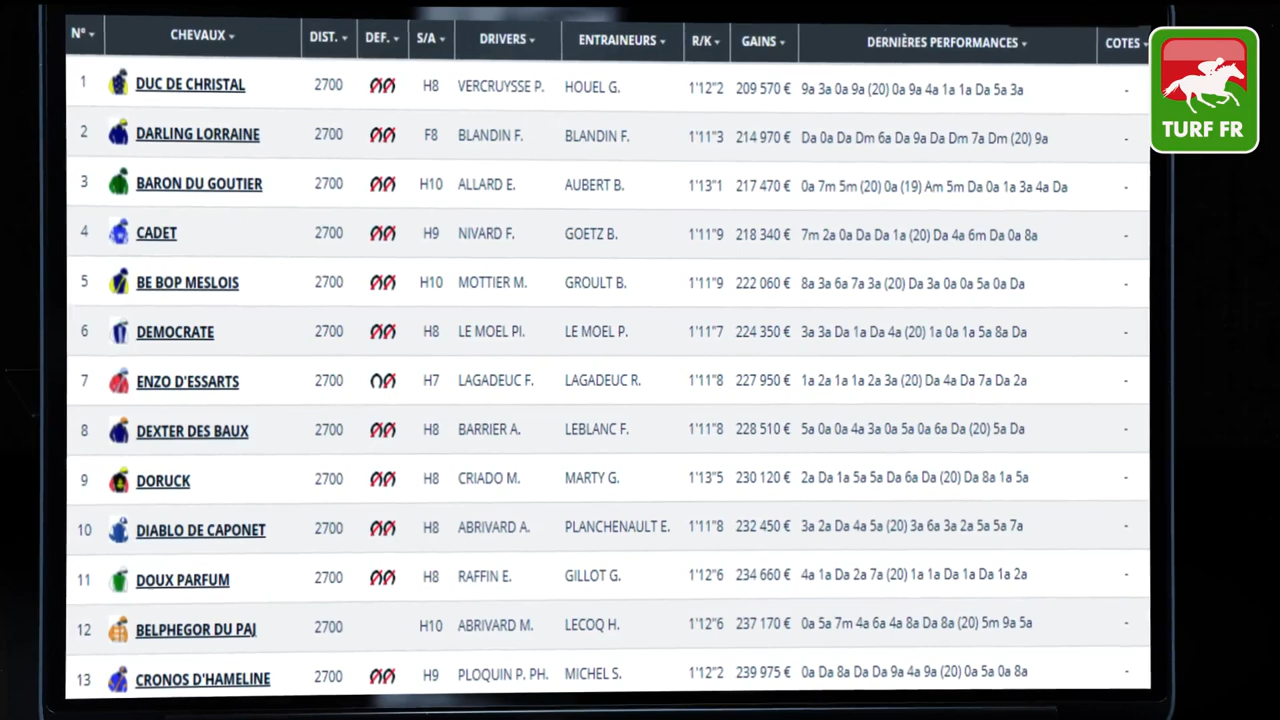 N° CHEVAUX DIST. DEF. S/A DRIVERS ENTRAINEURS R/K GAINS DERNIÈRES PERFORMANCES COTES
1 DUC DE CHRISTAL 2700 H8 VERCRUYSSE P. HOUEL G. 1'12"2 209 570 € 9a 3a 0a 9a (20) 0a 9a 4a 1a 1a Da 5a 3a -
2 DARLING LORRAINE 2700 F8 BLANDIN F. BLANDIN F. 1'11"3 214 970 € Da 0a Da Dm 6a Da 9a Da Dm 7a Dm (20) 9a -
3 BARON DU GOUTIER 2700 H10 ALLARD E. AUBERT B. 1'13"1 217 470 € 0a 7m 5m (20) 0a (19) Am 5m Da 0a 1a 3a 4a Da -
4 CADET 2700 H9 NIVARD F. GOETZ B. 1'11"9 218 340 € 7m 2a 0a Da Da 1a (20) Da 4a 6m Da 0a 8a -
5 BE BOP MESLOIS 2700 H10 MOTTIER M. GROULT B. 1'11"9 222 060 € 8a 3a 6a 7a 3a (20) Da 3a 0a 0a 5a 0a Da -
6 DEMOCRATE 2700 H8 LE MOEL PI. LE MOEL P. 1'11"7 224 350 € 3a 3a Da 1a Da 4a (20) 1a 0a 1a 5a 8a Da -
7 ENZO D'ESSARTS 2700 H7 LAGADEUC F. LAGADEUC R. 1'11"8 227 950 € 1a 2a 1a 1a 2a 3a (20) Da 4a Da 7a Da 2a -
8 DEXTER DES BAUX 2700 H8 BARRIER A. LEBLANC F. 1'11"8 228 510 € 5a 0a 0a 4a 3a 0a 5a 0a 6a Da (20) 5a Da -
9 DORUCK 2700 H8 CRIADO M. MARTY G. 1'13"5 230 120 € 2a Da 1a 5a 5a Da 6a Da (20) Da 8a 1a 5a -
10 DIABLO DE CAPONET 2700 H8 ABRIVARD A. PLANCHENAULT E. 1'11"8 232 450 € 3a 2a Da 4a 5a (20) 3a 6a 3a 2a 5a 5a 7a -
11 DOUX PARFUM 2700 H8 RAFFIN E. GILLOT G. 1'12"6 234 660 € 4a 1a Da 2a 7a (20) 1a 1a Da 1a Da 1a 2a -
12 BELPHEGOR DU PAJ 2700 H10 ABRIVARD M. LECOQ H. 1'12"6 237 170 € 0a 5a 7m 4a 6a 4a 8a Da 8a (20) 5m 9a 5a -
13 CRONOS D'HAMELINE 2700 H9 PLOQUIN P. PH. MICHEL S. 1'12"2 239 975 € 0a Da 8a Da Da 9a 4a 9a (20) 0a 5a 0a 8a -
TURF FR